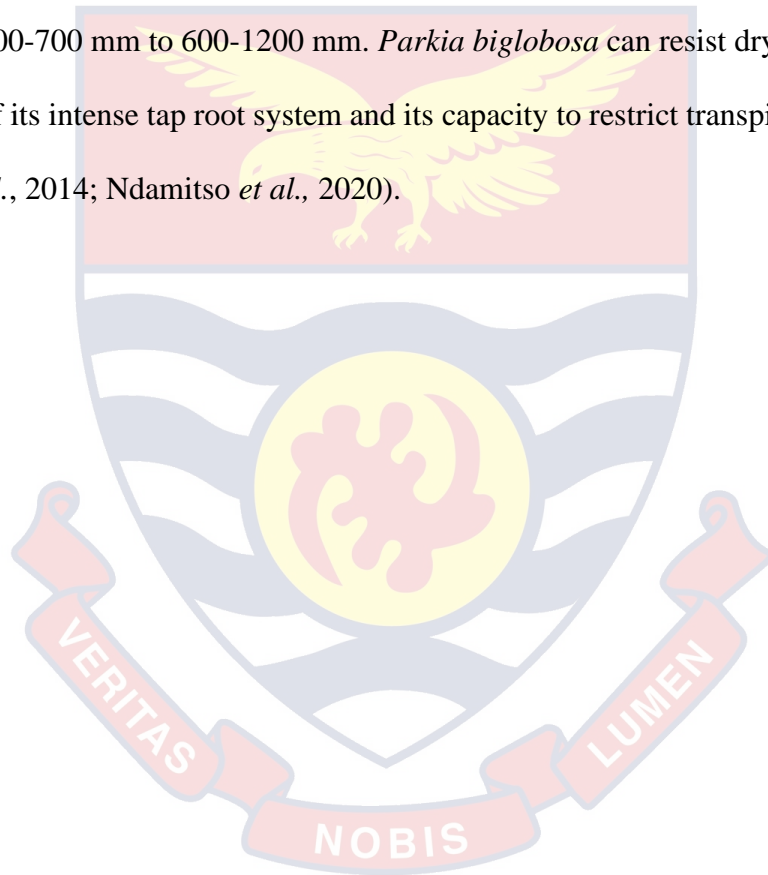 00-700 mm to 600-1200 mm. Parkia biglobosa can resist dry
f its intense tap root system and its capacity to restrict transpi
., 2014; Ndamitso et al., 2020).
VERITAS
NOBIS
LUMEN